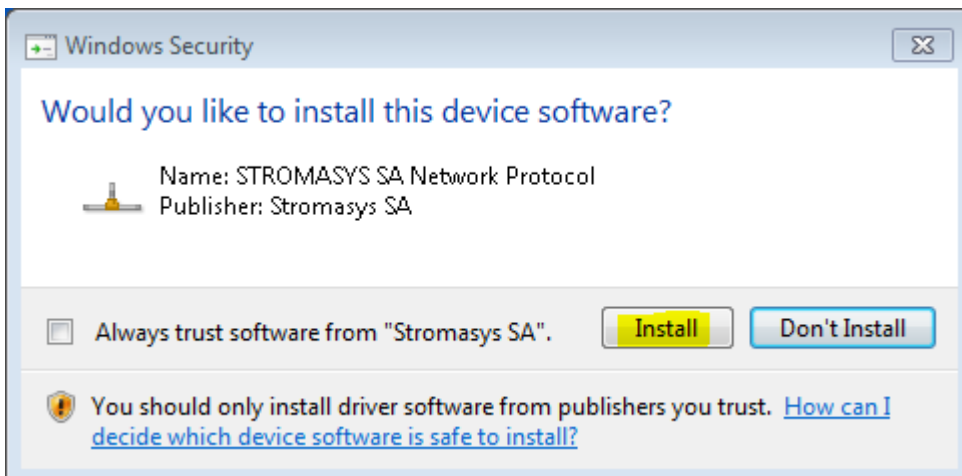 Windows Security
Would you like to install this device software?
Name: STROMASYS SA Network Protocol
Publisher: Stromasys SA
Always trust software from "Stromasys SA".
Install
Don't Install
You should only install driver software from publishers you trust. How can I
decide which device software is safe to install?